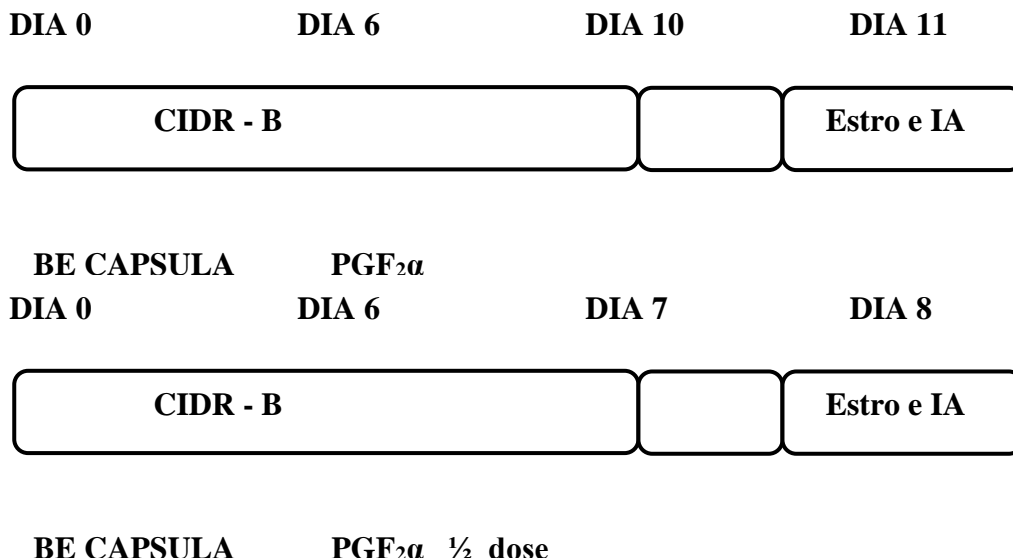 DIA 0 DIA 6 DIA 10 DIA 11
CIDR - B Estro e IA
BE CAPSULA PGF₂α
DIA 0 DIA 6 DIA 7 DIA 8
CIDR - B Estro e IA
BE CAPSULA PGF₂α ½ dose